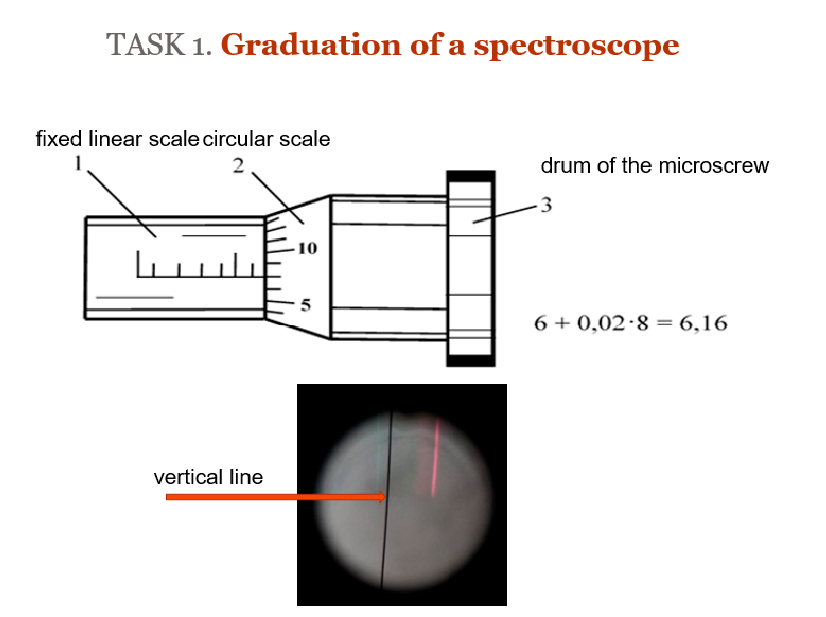 TASK 1. Graduation of a spectroscope
fixed linear scale circular scale
1
2
drum of the microscrew
3
10
5
6 + 0,02·8 = 6,16
vertical line